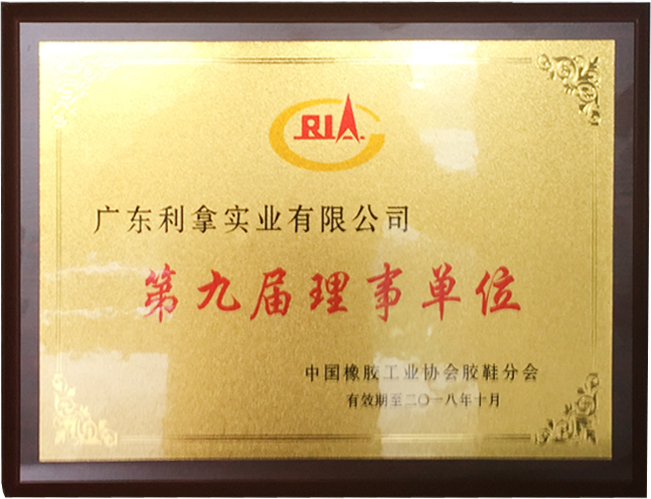 CRIA
广东利拿实业有限公司
第九届理事单位
中国橡胶工业协会胶鞋分会
有效期至二〇一八年十月